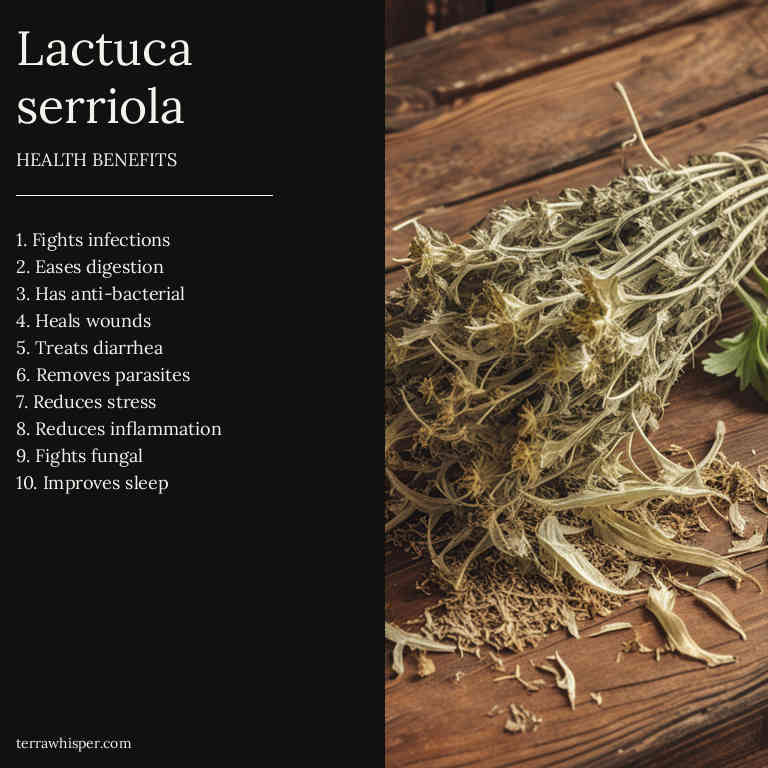 Lactuca
serriola
HEALTH BENEFITS
1. Fights infections
2. Eases digestion
3. Has anti-bacterial
4. Heals wounds
5. Treats diarrhea
6. Removes parasites
7. Reduces stress
8. Reduces inflammation
9. Fights fungal
10. Improves sleep
terrawhisper.com